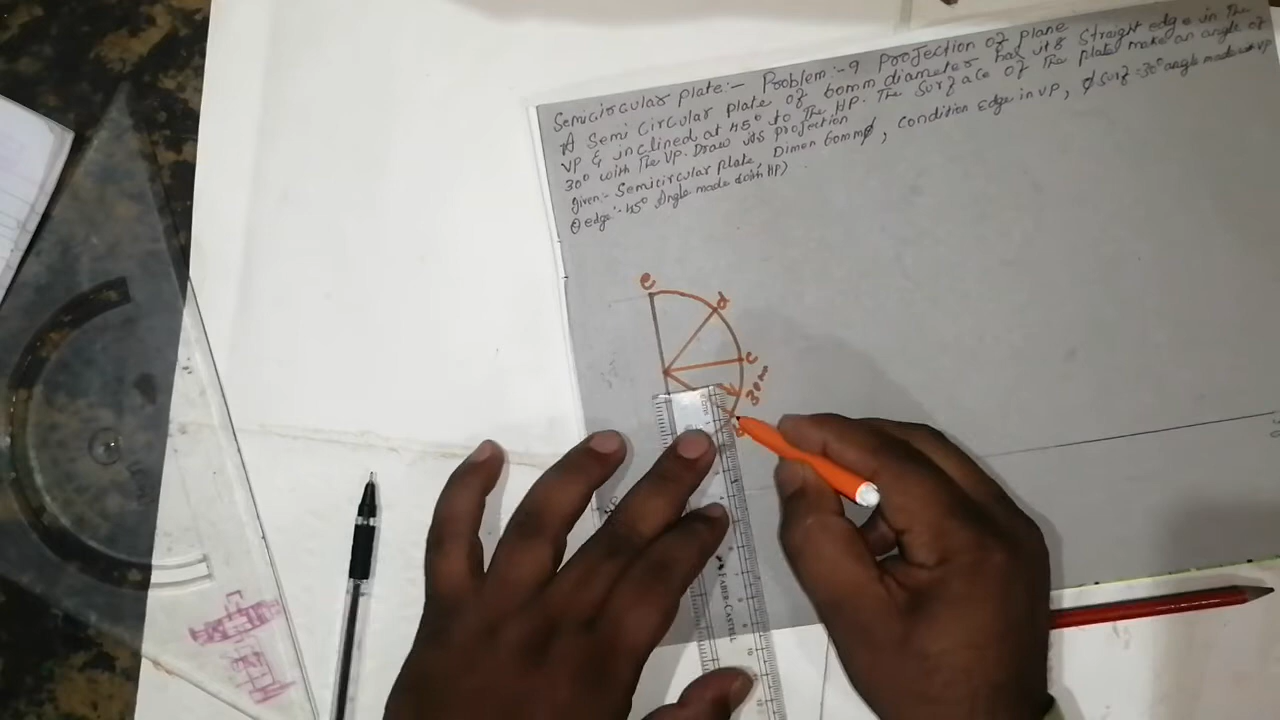 Semicircular plate:- Problem:-9 projection of plane
A Semi circular plate of 60mm diameter has its straight edge in the
VP & inclined at 45° to the HP. The surface of the plate make an angle of
30° with the VP. Draw its projection
given:- Semicircular plate, Dimen 60mmϕ, condition edge in VP, ϕ surf=30° angle made with VP
θ edge:-45° Angle made with HP)
e
d
c
30mm
FABER-CASTELL